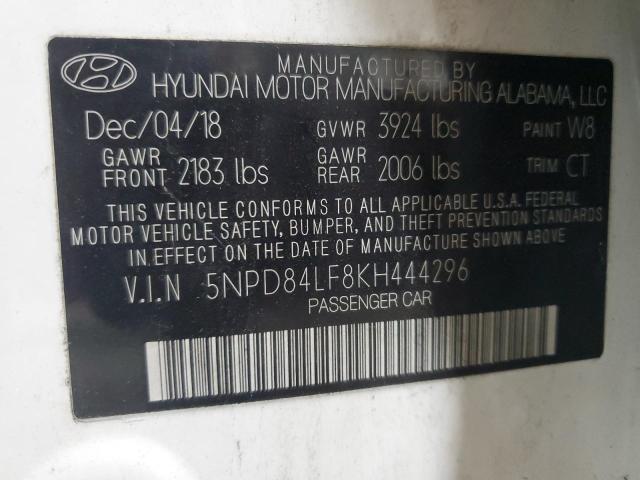 MANUFACTURED BY
HYUNDAI MOTOR MANUFACTURING ALABAMA, LLC
Dec/04/18 GVWR 3924 lbs PAINT W8
GAWR FRONT 2183 lbs GAWR REAR 2006 lbs TRIM CT
THIS VEHICLE CONFORMS TO ALL APPLICABLE U.S.A. FEDERAL
MOTOR VEHICLE SAFETY, BUMPER, AND THEFT PREVENTION STANDARDS
IN EFFECT ON THE DATE OF MANUFACTURE SHOWN ABOVE
V.I.N 5NPD84LF8KH444296
PASSENGER CAR